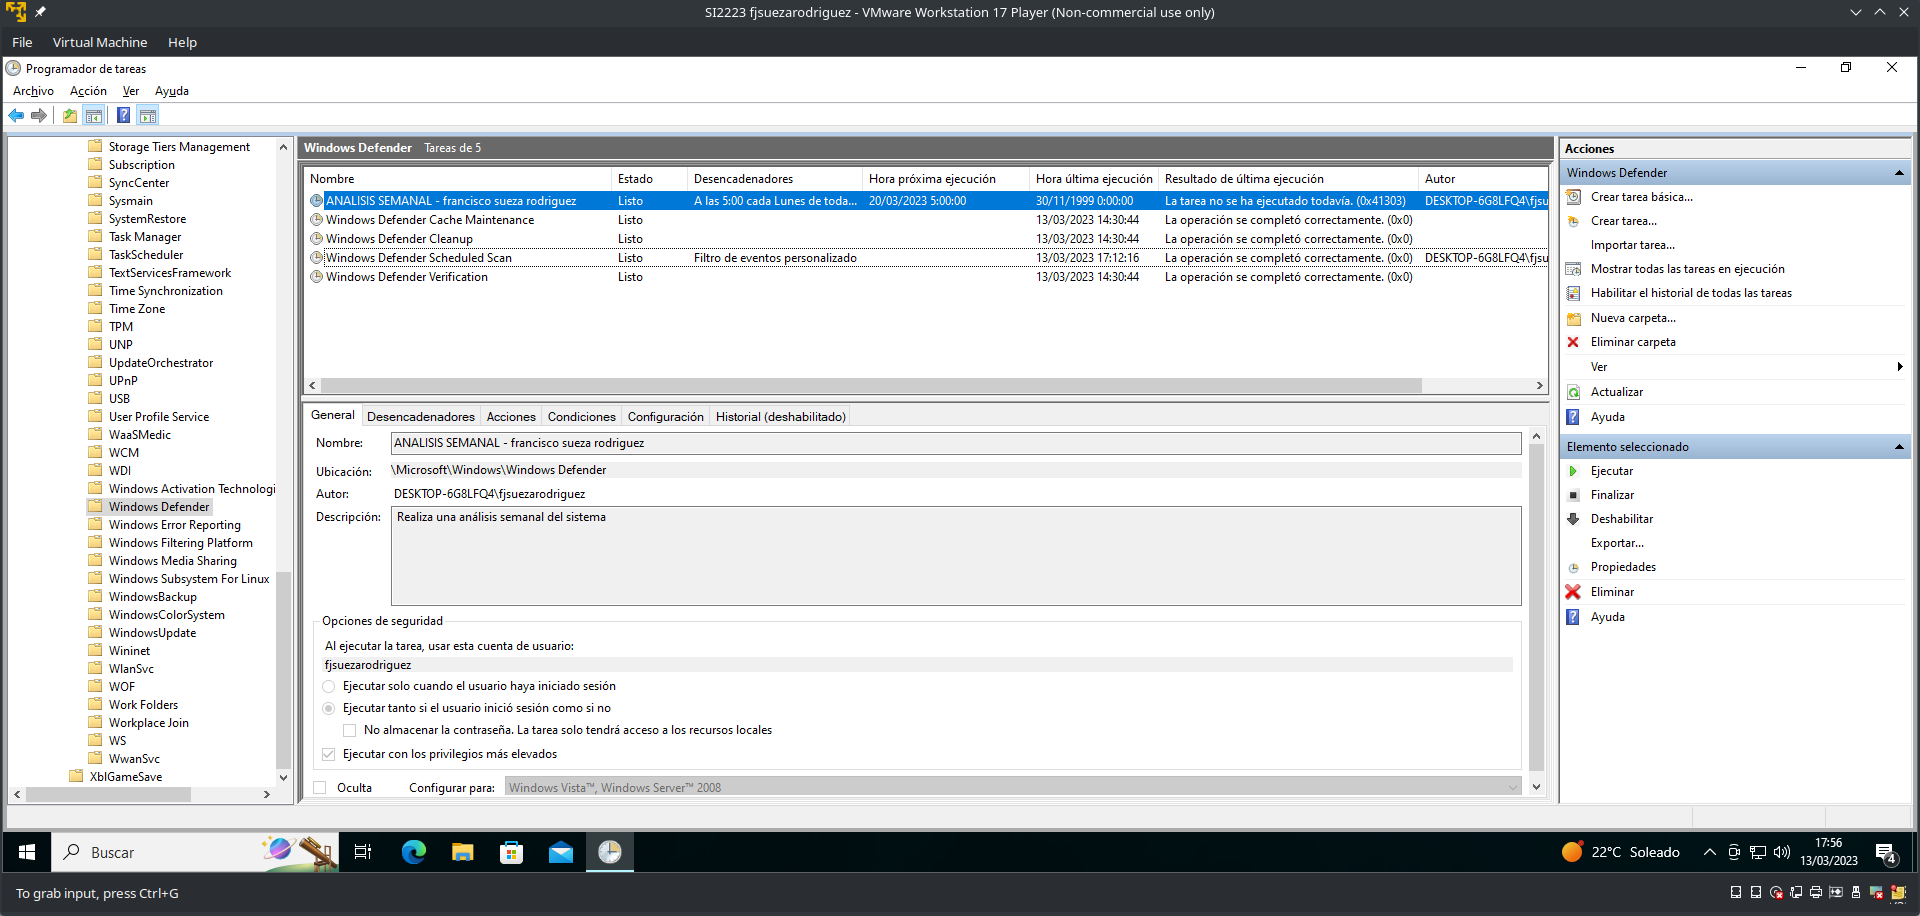 SI2223 fjsuezarodriguez - VMware Workstation 17 Player (Non-commercial use only)
File Virtual Machine Help
Programador de tareas
Archivo Acción Ver Ayuda
Storage Tiers Management
Subscription
SyncCenter
Sysmain
SystemRestore
Task Manager
TaskScheduler
TextServicesFramework
Time Synchronization
Time Zone
TPM
UNP
UpdateOrchestrator
UPnP
USB
User Profile Service
WaaSMedic
WCM
WDI
Windows Activation Technologi
Windows Defender
Windows Error Reporting
Windows Filtering Platform
Windows Media Sharing
Windows Subsystem For Linux
WindowsBackup
WindowsColorSystem
WindowsUpdate
Wininet
WlanSvc
WOF
Work Folders
Workplace Join
WS
WwanSvc
XblGameSave
Windows Defender Tareas de 5
Nombre Estado Desencadenadores Hora próxima ejecución Hora última ejecución Resultado de última ejecución Autor
ANALISIS SEMANAL - francisco sueza rodriguez Listo A las 5:00 cada Lunes de toda... 20/03/2023 5:00:00 30/11/1999 0:00:00 La tarea no se ha ejecutado todavía. (0x41303) DESKTOP-6G8LFQ4\fjsu
Windows Defender Cache Maintenance Listo 13/03/2023 14:30:44 La operación se completó correctamente. (0x0)
Windows Defender Cleanup Listo 13/03/2023 14:30:44 La operación se completó correctamente. (0x0)
Windows Defender Scheduled Scan Listo Filtro de eventos personalizado 13/03/2023 17:12:16 La operación se completó correctamente. (0x0) DESKTOP-6G8LFQ4\fjsu
Windows Defender Verification Listo 13/03/2023 14:30:44 La operación se completó correctamente. (0x0)
General Desencadenadores Acciones Condiciones Configuración Historial (deshabilitado)
Nombre: ANALISIS SEMANAL - francisco sueza rodriguez
Ubicación: \Microsoft\Windows\Windows Defender
Autor: DESKTOP-6G8LFQ4\fjsuezarodriguez
Descripción: Realiza una análisis semanal del sistema
Opciones de seguridad
Al ejecutar la tarea, usar esta cuenta de usuario:
fjsuezarodriguez
Ejecutar solo cuando el usuario haya iniciado sesión
Ejecutar tanto si el usuario inició sesión como si no
No almacenar la contraseña. La tarea solo tendrá acceso a los recursos locales
Ejecutar con los privilegios más elevados
Oculta Configurar para: Windows Vista™, Windows Server™ 2008
Acciones
Windows Defender
Crear tarea básica...
Crear tarea...
Importar tarea...
Mostrar todas las tareas en ejecución
Habilitar el historial de todas las tareas
Nueva carpeta...
Eliminar carpeta
Ver
Actualizar
Ayuda
Elemento seleccionado
Ejecutar
Finalizar
Deshabilitar
Exportar...
Propiedades
Eliminar
Ayuda
Buscar
22°C Soleado
17:56
13/03/2023
4
To grab input, press Ctrl+G